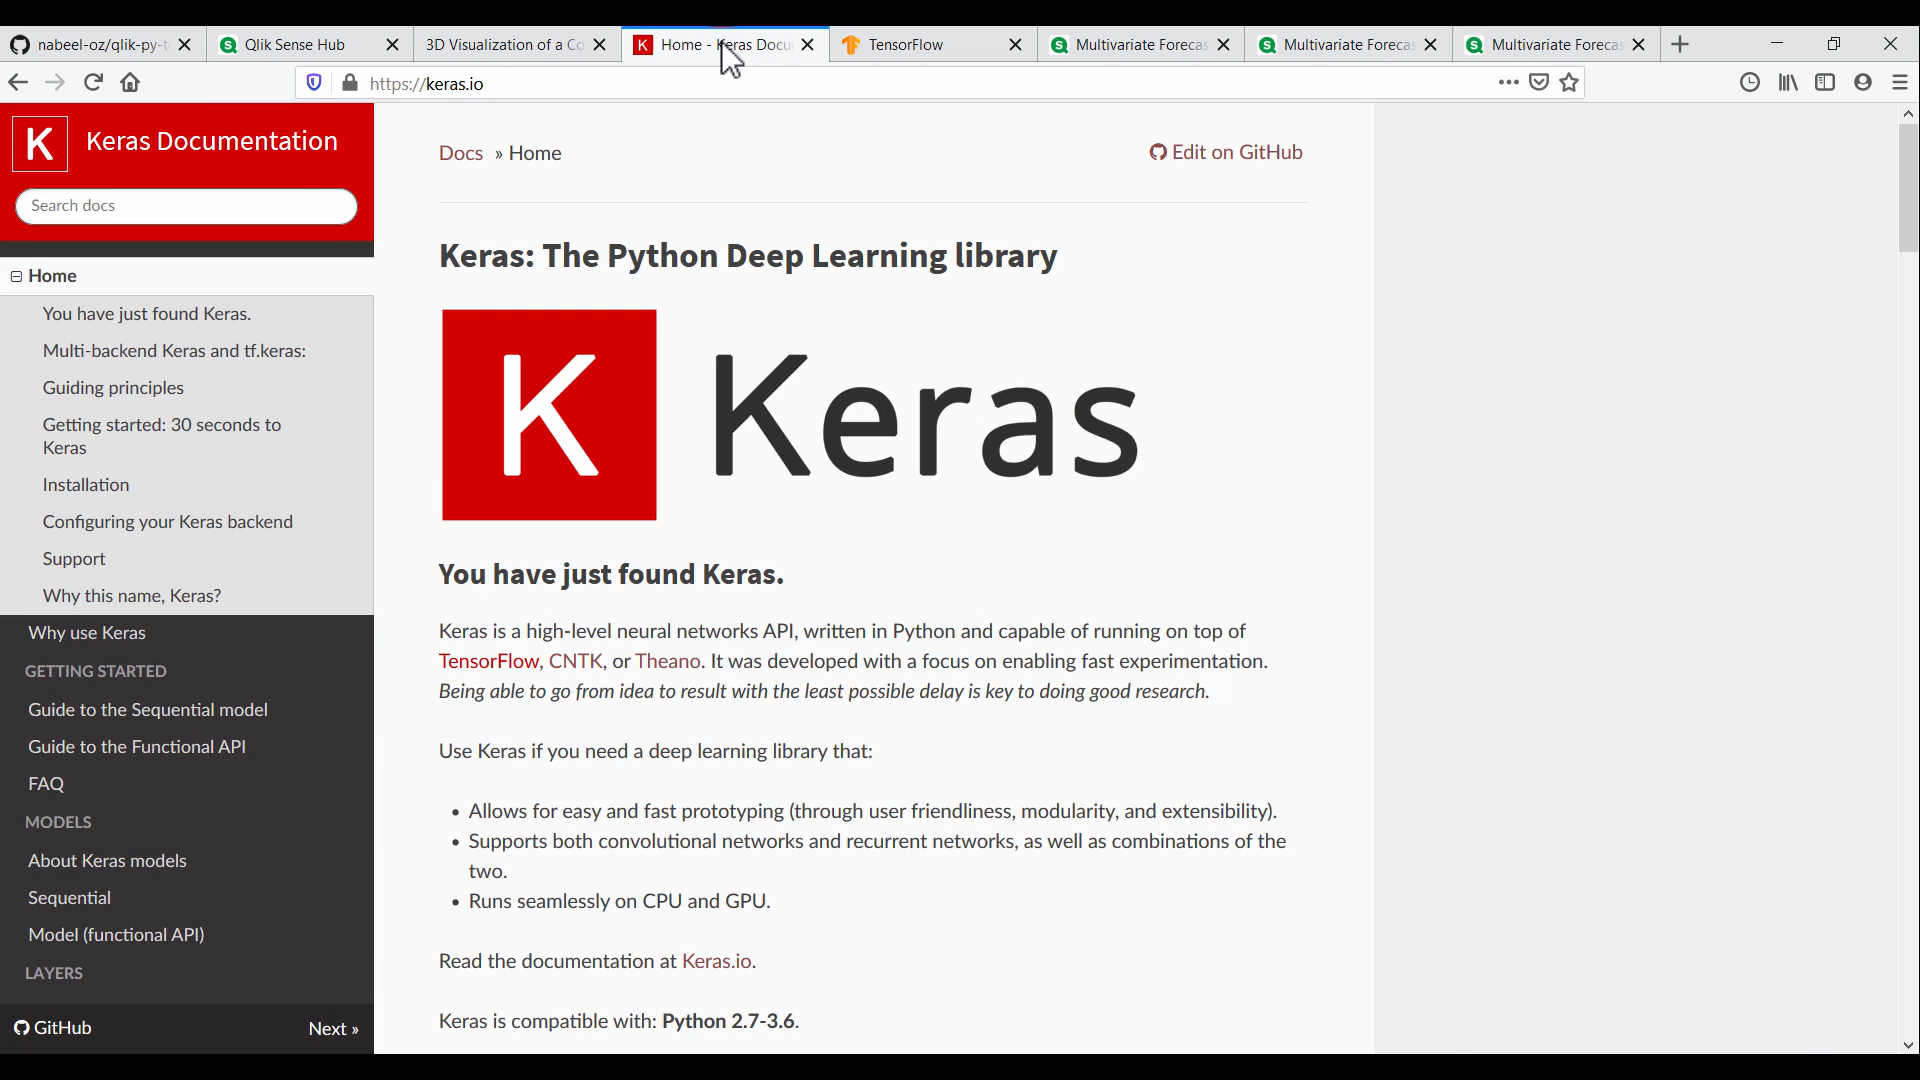 nabeel-oz/qlik-py-t
Qlik Sense Hub
3D Visualization of a Co
Home - Keras Docu
TensorFlow
Multivariate Forecas
Multivariate Forecas
Multivariate Forecas
https://keras.io
K
Keras Documentation
Search docs
Home
You have just found Keras.
Multi-backend Keras and tf.keras:
Guiding principles
Getting started: 30 seconds to
Keras
Installation
Configuring your Keras backend
Support
Why this name, Keras?
Why use Keras
GETTING STARTED
Guide to the Sequential model
Guide to the Functional API
FAQ
MODELS
About Keras models
Sequential
Model (functional API)
LAYERS
GitHub
Next »
Docs » Home
Edit on GitHub
Keras: The Python Deep Learning library
K Keras
You have just found Keras.
Keras is a high-level neural networks API, written in Python and capable of running on top of
TensorFlow, CNTK, or Theano. It was developed with a focus on enabling fast experimentation.
Being able to go from idea to result with the least possible delay is key to doing good research.
Use Keras if you need a deep learning library that:
• Allows for easy and fast prototyping (through user friendliness, modularity, and extensibility).
• Supports both convolutional networks and recurrent networks, as well as combinations of the
two.
• Runs seamlessly on CPU and GPU.
Read the documentation at Keras.io.
Keras is compatible with: Python 2.7-3.6.